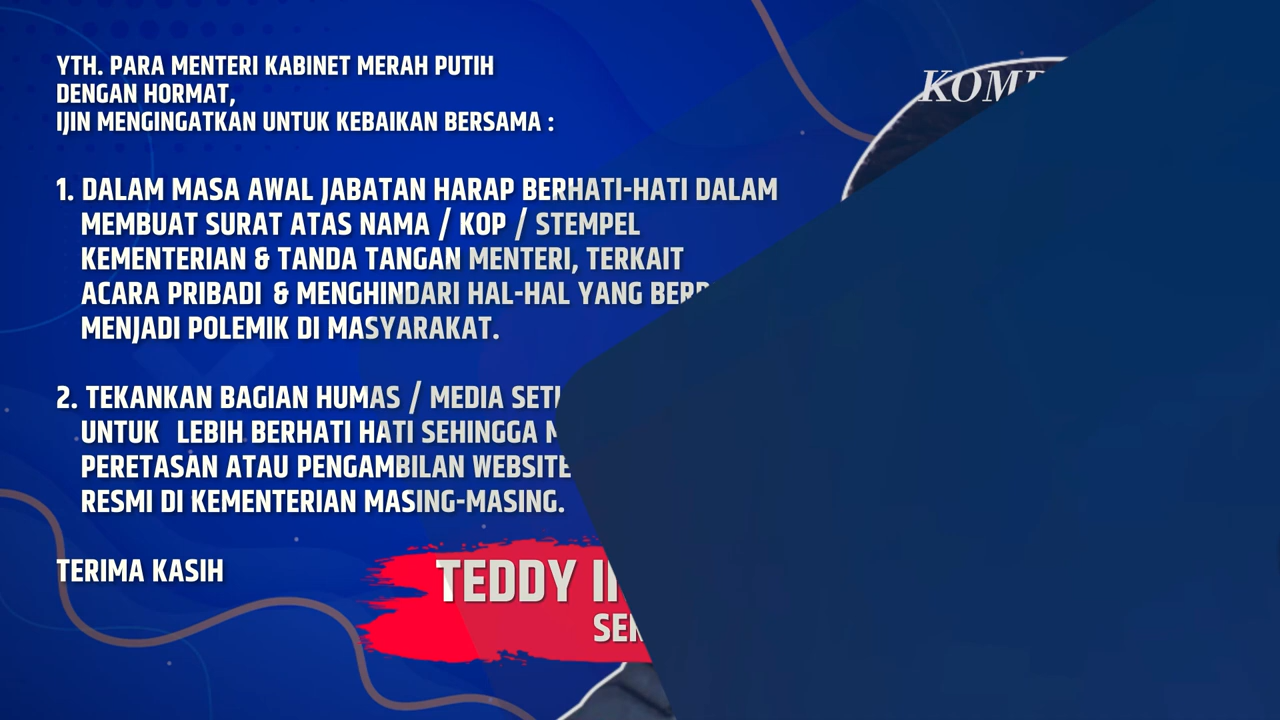 YTH. PARA MENTERI KABINET MERAH PUTIH
DENGAN HORMAT,
IJIN MENGINGATKAN UNTUK KEBAIKAN BERSAMA :
1. DALAM MASA AWAL JABATAN HARAP BERHATI-HATI DALAM
MEMBUAT SURAT ATAS NAMA / KOP / STEMPEL
KEMENTERIAN & TANDA TANGAN MENTERI, TERKAIT
ACARA PRIBADI & MENGHINDARI HAL-HAL YANG
MENJADI POLEMIK DI MASYARAKAT.
2. TEKANKAN BAGIAN HUMAS / MEDIA
UNTUK LEBIH BERHATI HATI SEHINGGA
PERETASAN ATAU PENGAMBILAN WEBSITE
RESMI DI KEMENTERIAN MASING-MASING.
TERIMA KASIH
TEDDY